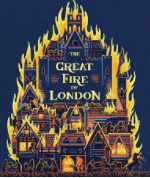 THE
GREAT
FIRE OF
LONDON